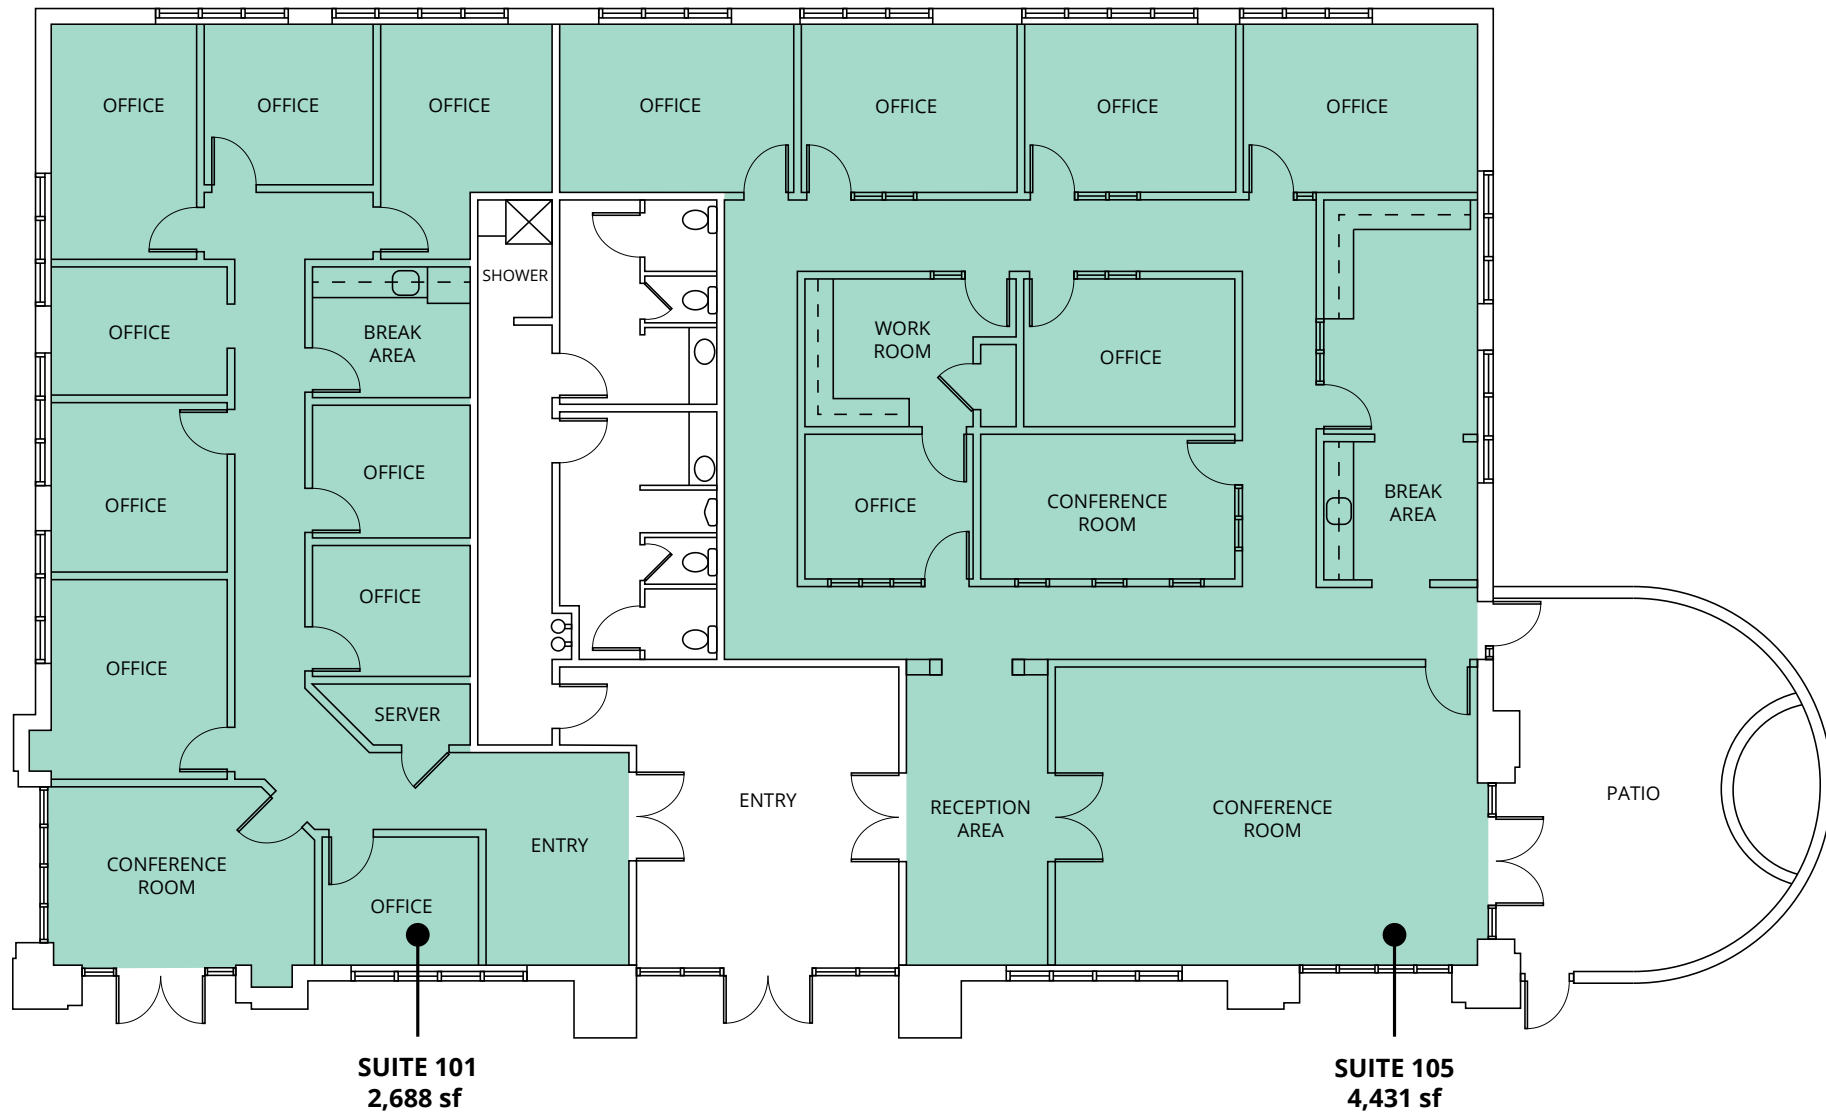 OFFICE
OFFICE
OFFICE
OFFICE
OFFICE
OFFICE
OFFICE
SHOWER
OFFICE
BREAK
AREA
WORK
ROOM
OFFICE
OFFICE
OFFICE
OFFICE
CONFERENCE
ROOM
BREAK
AREA
OFFICE
OFFICE
SERVER
ENTRY
RECEPTION
AREA
CONFERENCE
ROOM
PATIO
ENTRY
CONFERENCE
ROOM
OFFICE
SUITE 101
2,688 sf
SUITE 105
4,431 sf